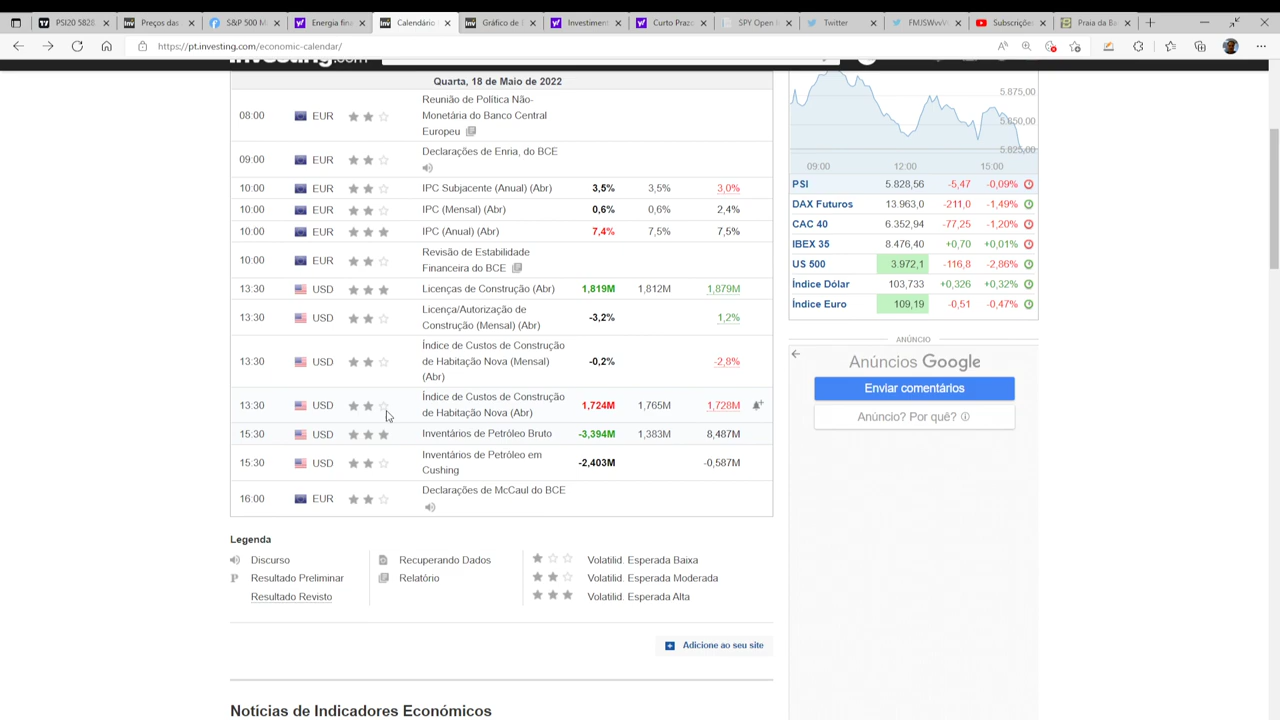 PSI20 5828
Preços das
S&P 500 M
Energia fina
Calendário
Gráfico de
Investiment
Curto Praz
SPY Open I
Twitter
FMJSWvvV
Subscriçõe
Praia da Ba
https://pt.investing.com/economic-calendar/
Investing.com
Quarta, 18 de Maio de 2022
08:00 EUR Reunião de Política Não-
Monetária do Banco Central
Europeu
09:00 EUR Declarações de Enria, do BCE
10:00 EUR IPC Subjacente (Anual) (Abr) 3,5% 3,5% 3,0%
10:00 EUR IPC (Mensal) (Abr) 0,6% 0,6% 2,4%
10:00 EUR IPC (Anual) (Abr) 7,4% 7,5% 7,5%
10:00 EUR Revisão de Estabilidade
Financeira do BCE
13:30 USD Licenças de Construção (Abr) 1,819M 1,812M 1,879M
13:30 USD Licença/Autorização de
Construção (Mensal) (Abr) -3,2% 1,2%
13:30 USD Índice de Custos de Construção
de Habitação Nova (Mensal)
(Abr) -0,2% -2,8%
13:30 USD Índice de Custos de Construção
de Habitação Nova (Abr) 1,724M 1,765M 1,728M
15:30 USD Inventários de Petróleo Bruto -3,394M 1,383M 8,487M
15:30 USD Inventários de Petróleo em
Cushing -2,403M -0,587M
16:00 EUR Declarações de McCaul do BCE
Legenda
Discurso
P Resultado Preliminar
Resultado Revisto
Recuperando Dados
Relatório
Volatilid. Esperada Baixa
Volatilid. Esperada Moderada
Volatilid. Esperada Alta
Adicione ao seu site
Notícias de Indicadores Económicos
5.875,00
5.850,00
5.825,00
09:00 12:00 15:00
PSI 5.828,56 -5,47 -0,09%
DAX Futuros 13.963,0 -211,0 -1,49%
CAC 40 6.352,94 -77,25 -1,20%
IBEX 35 8.476,40 +0,70 +0,01%
US 500 3.972,1 -116,8 -2,86%
Índice Dólar 103,733 +0,326 +0,32%
Índice Euro 109,19 -0,51 -0,47%
ANÚNCIO
Anúncios Google
Enviar comentários
Anúncio? Por quê?